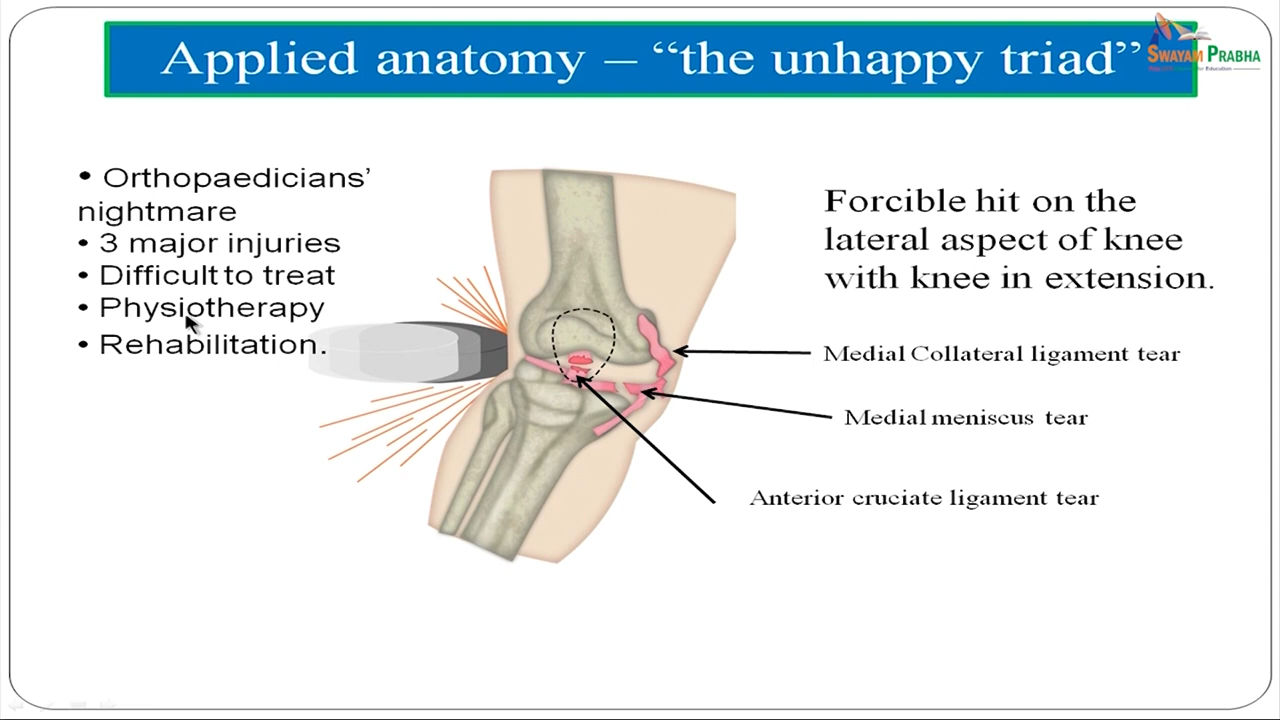 Applied anatomy – “the unhappy triad”
SWAYAM PRABHA
• Orthopaedicians’
nightmare
• 3 major injuries
• Difficult to treat
• Physiotherapy
• Rehabilitation.
Forcible hit on the
lateral aspect of knee
with knee in extension.
Medial Collateral ligament tear
Medial meniscus tear
Anterior cruciate ligament tear